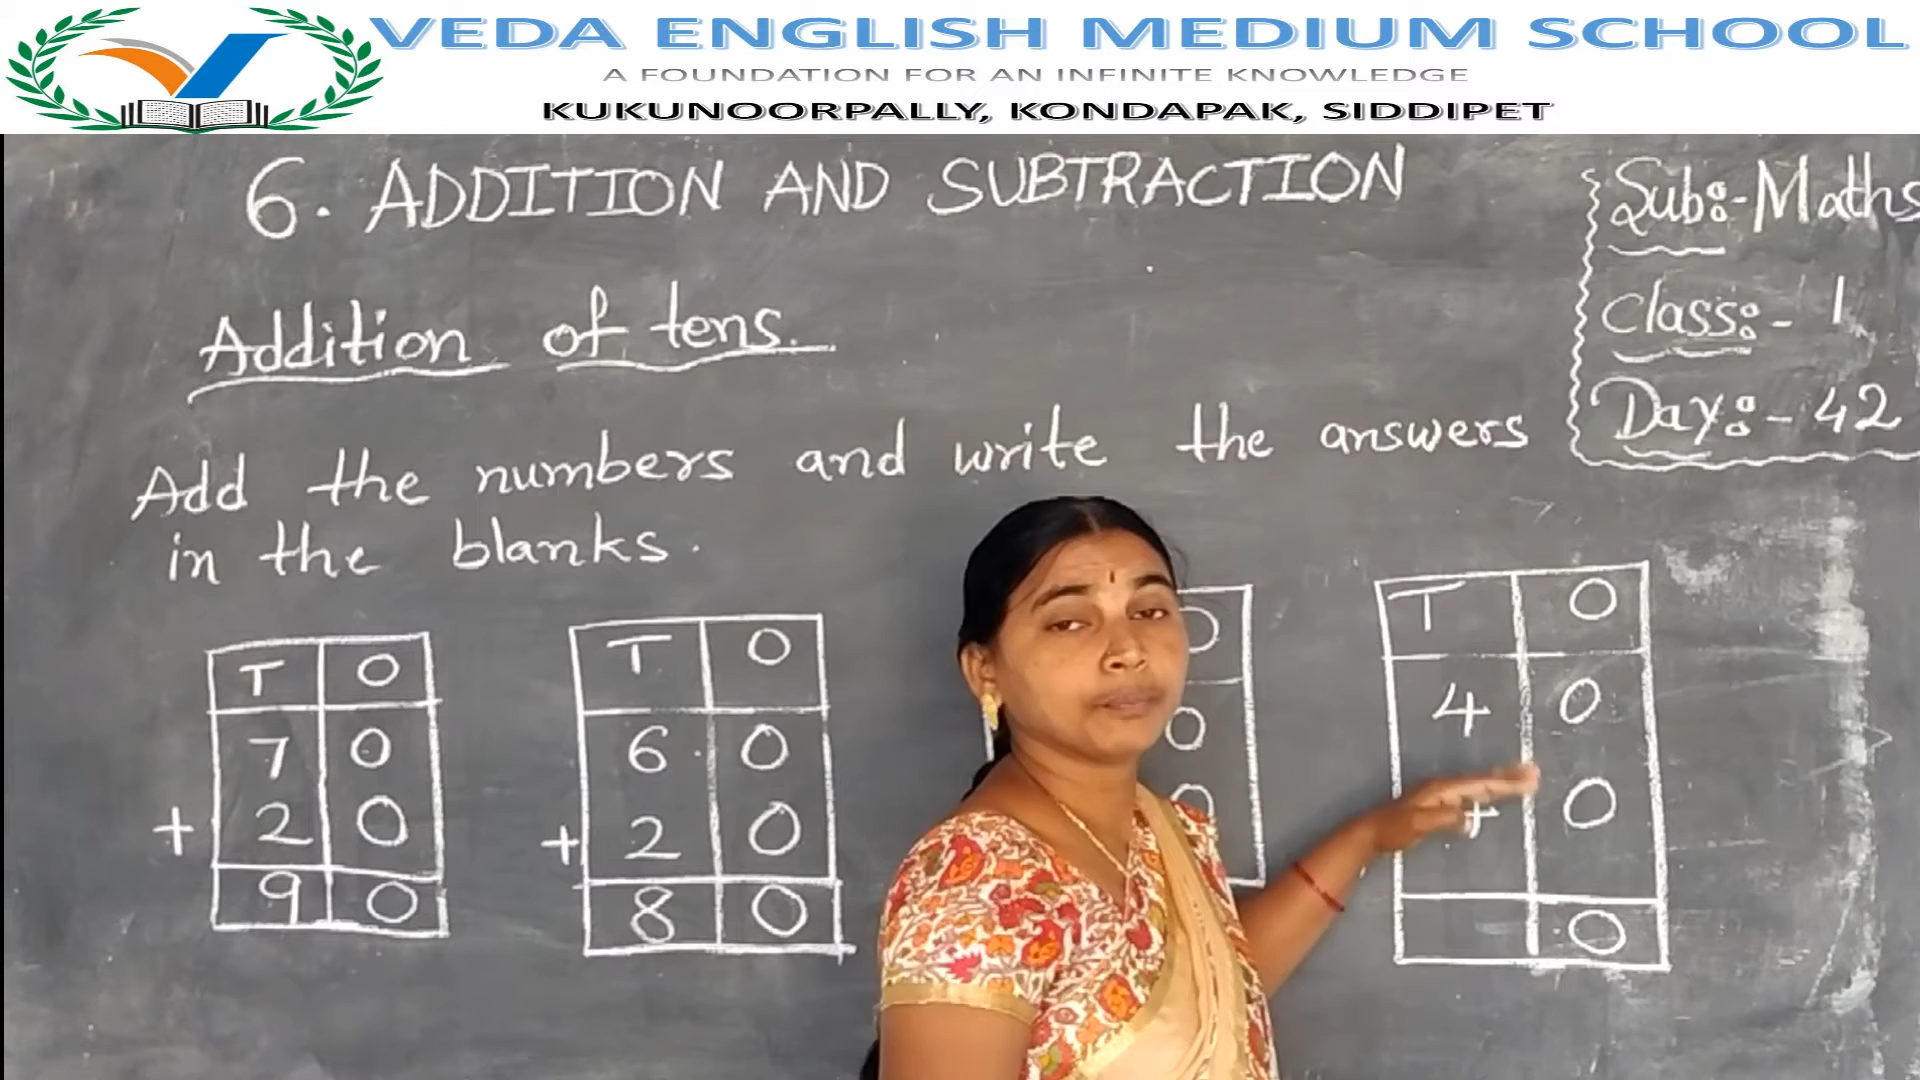 VEDA ENGLISH MEDIUM SCHOOL
A FOUNDATION FOR AN INFINITE KNOWLEDGE
KUKUNOORPALLY, KONDAPAK, SIDDIPET
6. ADDITION AND SUBTRACTION
Sub:- Maths
Class:- 1
Day:- 42
Addition of tens.
Add the numbers and write the answers
in the blanks.
T O
7 0
+ 2 0
9 0
T O
6 0
+ 2 0
8 0
O
0
0
T O
4 0
+ 0
0